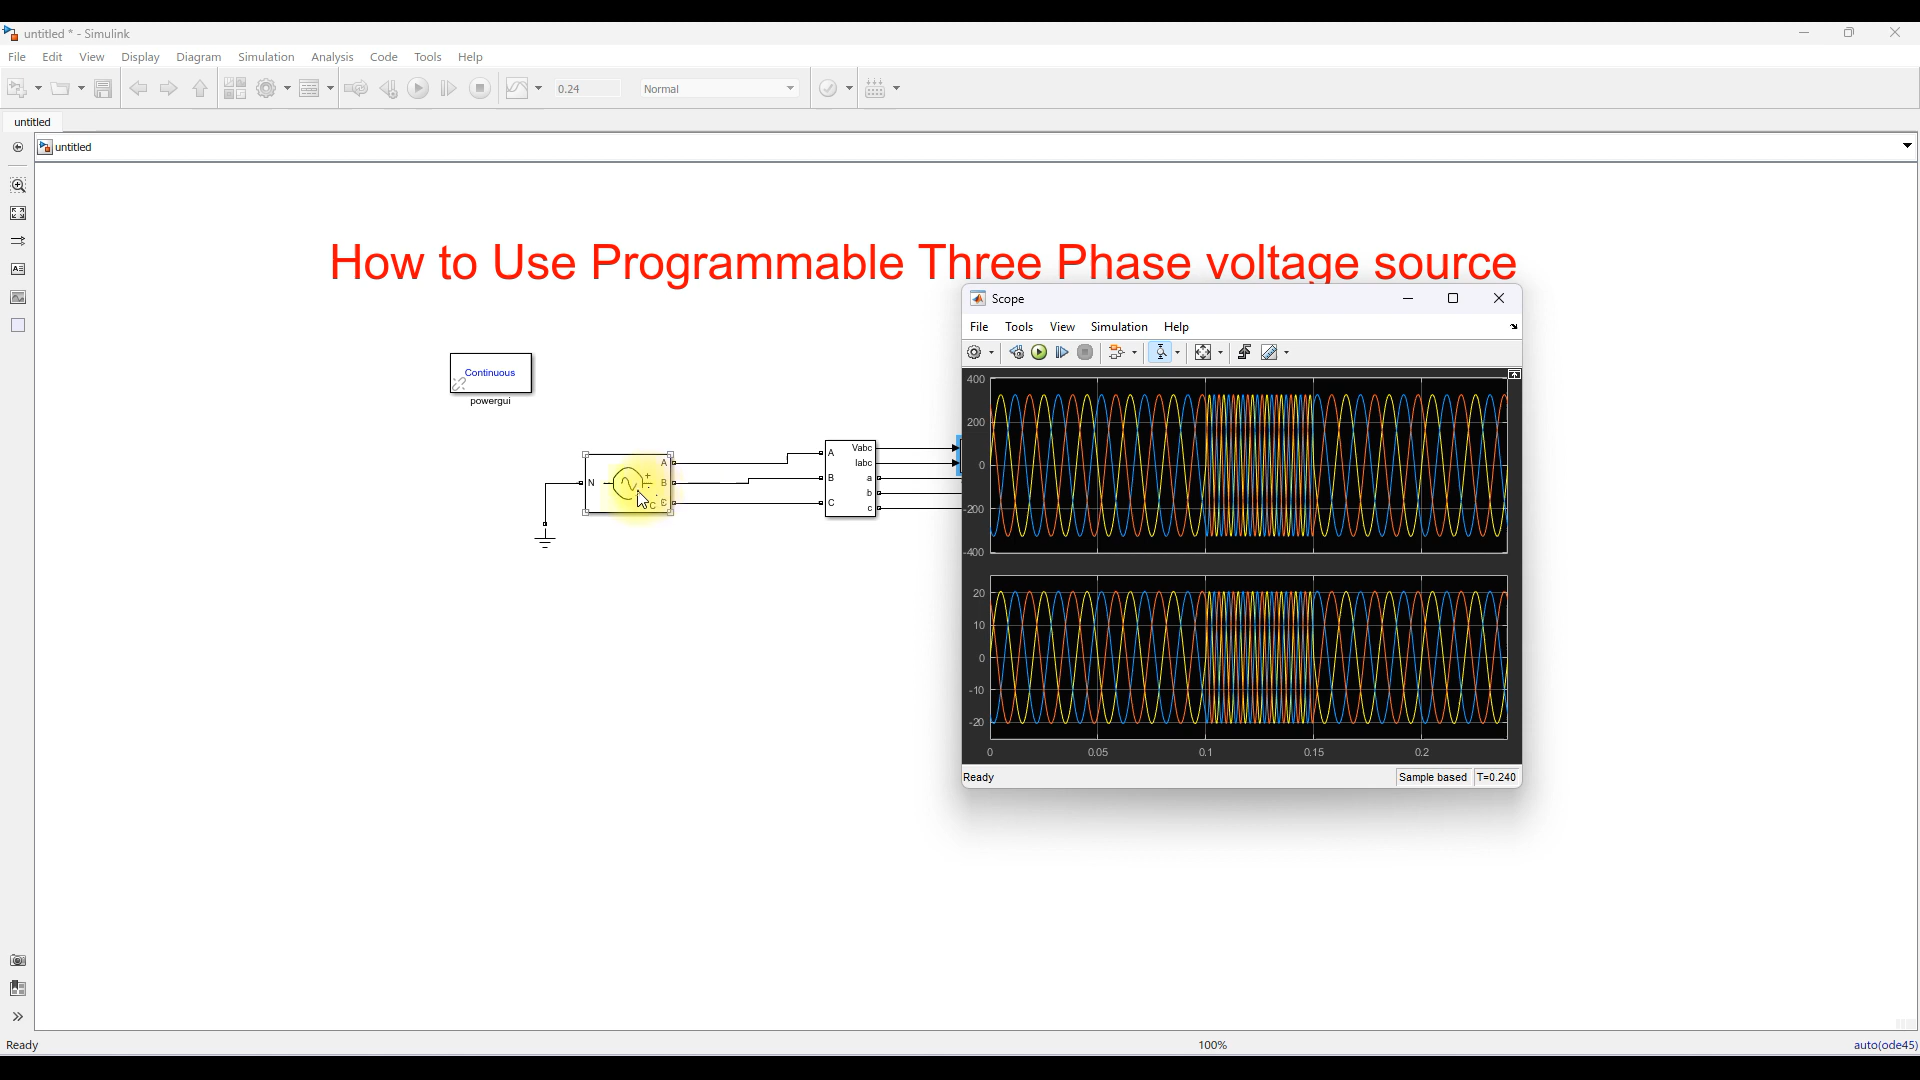 untitled * - Simulink
File Edit View Display Diagram Simulation Analysis Code Tools Help
0.24 Normal
untitled
untitled
How to Use Programmable Three Phase voltage source
Scope
File Tools View Simulation Help
Continuous
powergui
N A B C
A B C Vabc Iabc a b c
400
200
0
-200
-400
20
10
0
-10
-20
0 0.05 0.1 0.15 0.2
Ready Sample based T=0.240
Ready 100% auto(ode45)